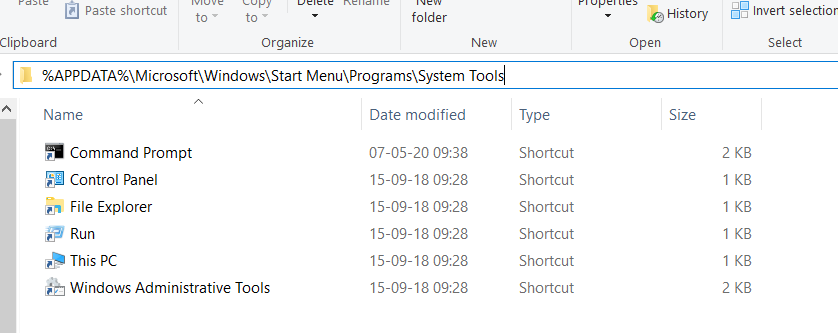 Paste Paste shortcut Move to Copy to Delete Rename New folder Properties History Invert selection
Clipboard Organize New Open Select
%APPDATA%\Microsoft\Windows\Start Menu\Programs\System Tools
Name Date modified Type Size
Command Prompt 07-05-20 09:38 Shortcut 2 KB
Control Panel 15-09-18 09:28 Shortcut 1 KB
File Explorer 15-09-18 09:28 Shortcut 1 KB
Run 15-09-18 09:28 Shortcut 1 KB
This PC 15-09-18 09:28 Shortcut 1 KB
Windows Administrative Tools 15-09-18 09:28 Shortcut 2 KB